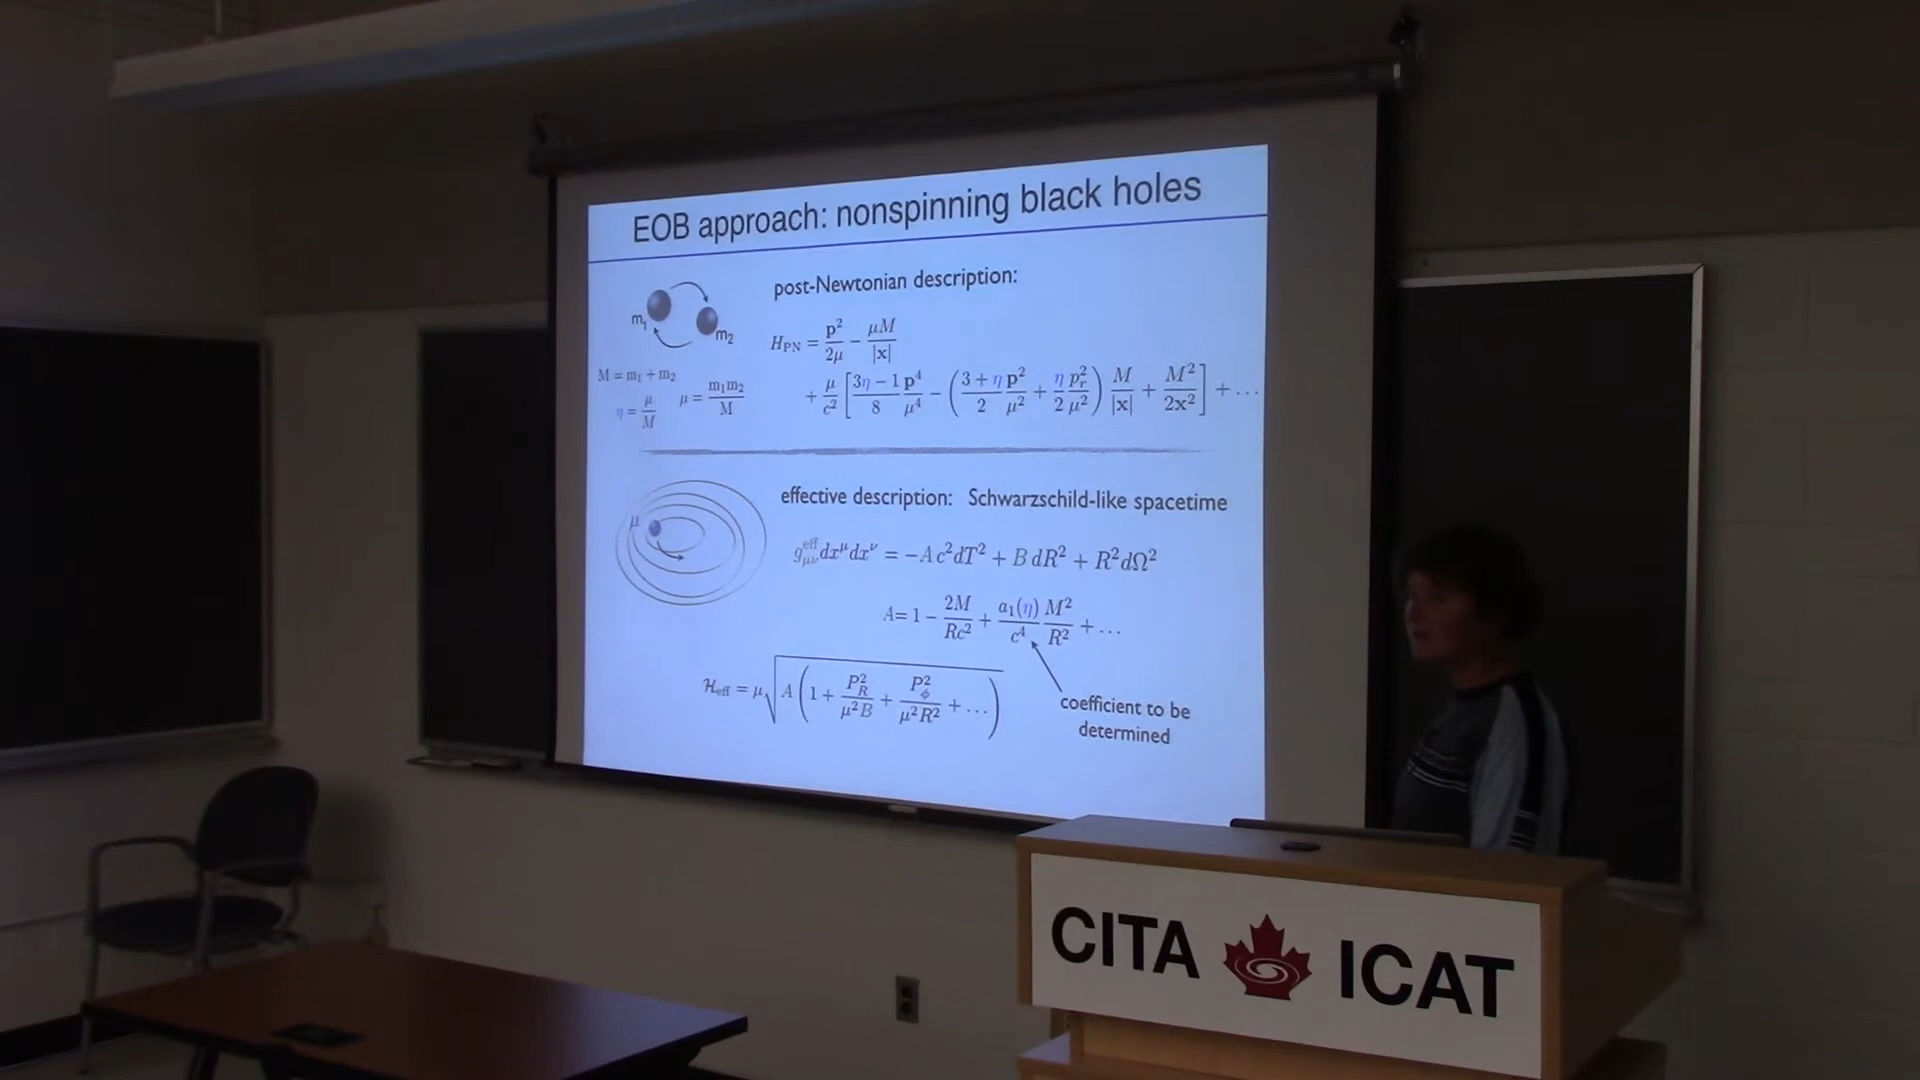 EOB approach: nonspinning black holes
post-Newtonian description:
m₁
m₂
H_PN = p²/2μ − μM/|x|
M = m₁ + m₂
η = μ/M
μ = m₁m₂/M
+ μ/c² [ (3η − 1)/8 p⁴/μ⁴ − ( (3 + η)/2 p²/μ² + η/2 p_r²/μ² ) M/|x| + M²/2x² ] + …
effective description: Schwarzschild-like spacetime
μ
g_μν^eff dx^μ dx^ν = −A c² dT² + B dR² + R² dΩ²
A = 1 − 2M/Rc² + a₁(η)/c⁴ M²/R² + …
H_eff = μ √( A ( 1 + P_R²/μ²B + P_ϕ²/μ²R² + … ) )
coefficient to be
determined
CITA ICAT